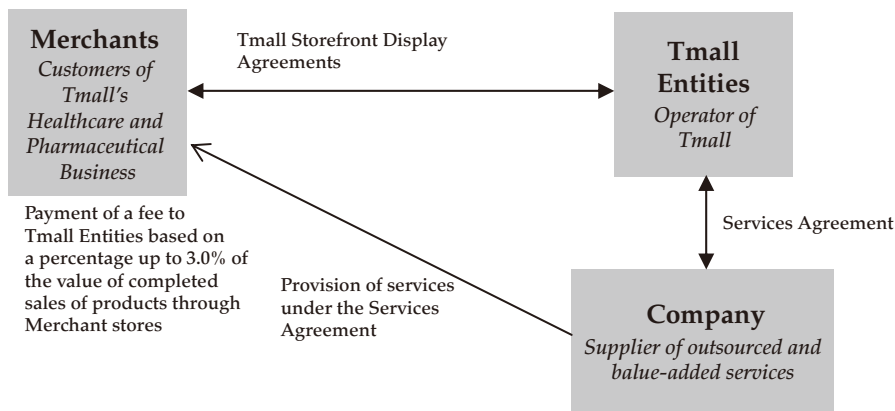 Merchants
Customers of
Tmall's
Healthcare and
Pharmaceutical
Business
Tmall Storefront Display
Agreements
Tmall
Entities
Operator of
Tmall
Payment of a fee to
Tmall Entities based on
a percentage up to 3.0% of
the value of completed
sales of products through
Merchant stores
Services Agreement
Provision of services
under the Services
Agreement
Company
Supplier of outsourced and
balue-added services